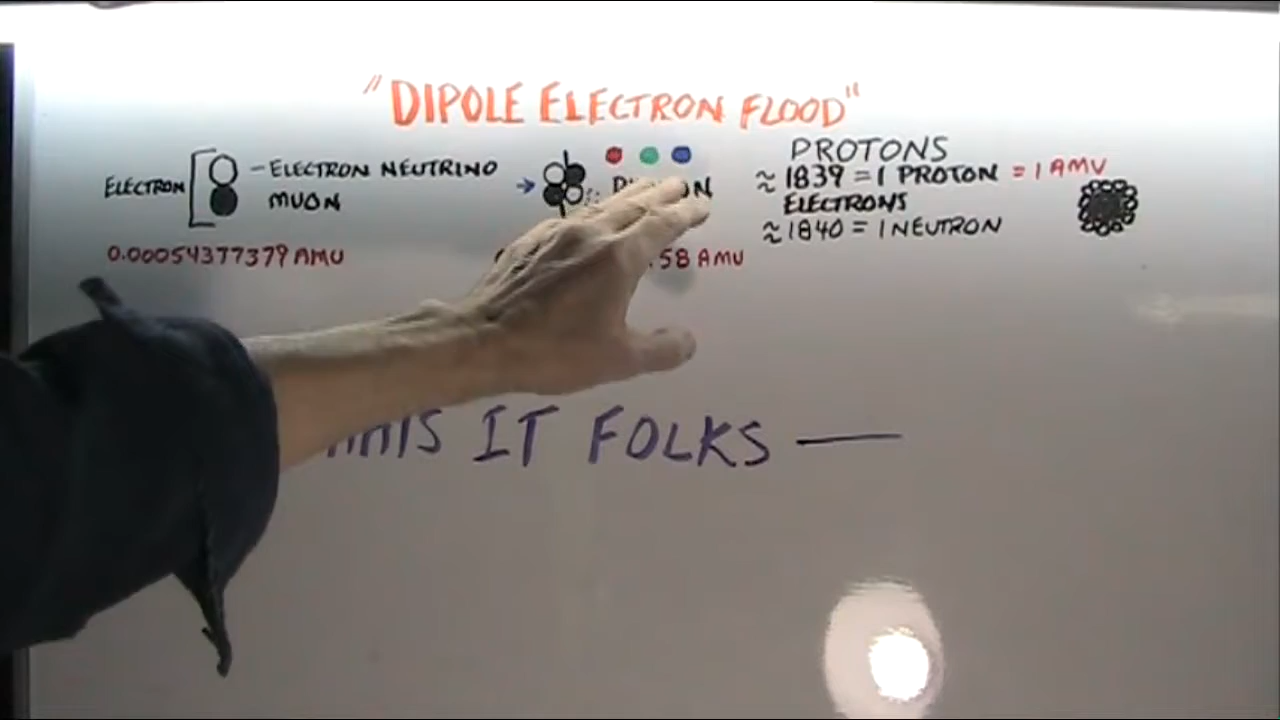 "DIPOLE ELECTRON FLOOD"
ELECTRON
- ELECTRON NEUTRINO
MUON
0.00054377379 AMU
58 AMU
PROTONS
≈ 1839 = 1 PROTON = 1 AMU
ELECTRONS
≈ 1840 = 1 NEUTRON
IT FOLKS —